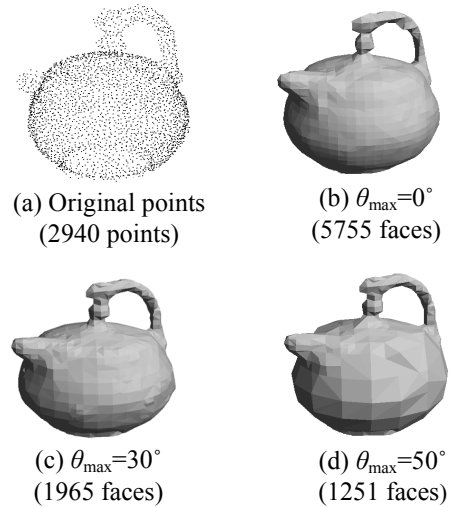 (a) Original points
(2940 points)
(b) θmax=0˚
(5755 faces)
(c) θmax=30˚
(1965 faces)
(d) θmax=50˚
(1251 faces)